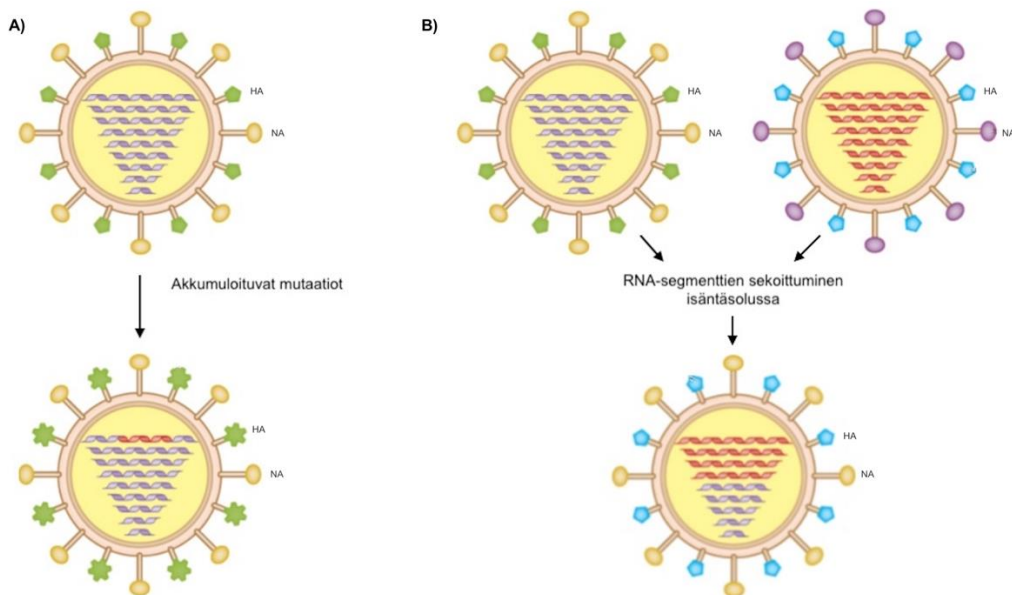 A)
HA
NA
Akkumuloituvat mutaatiot
HA
NA
B)
HA
NA
HA
NA
RNA-segmenttien sekoittuminen
isäntäsolussa
HA
NA